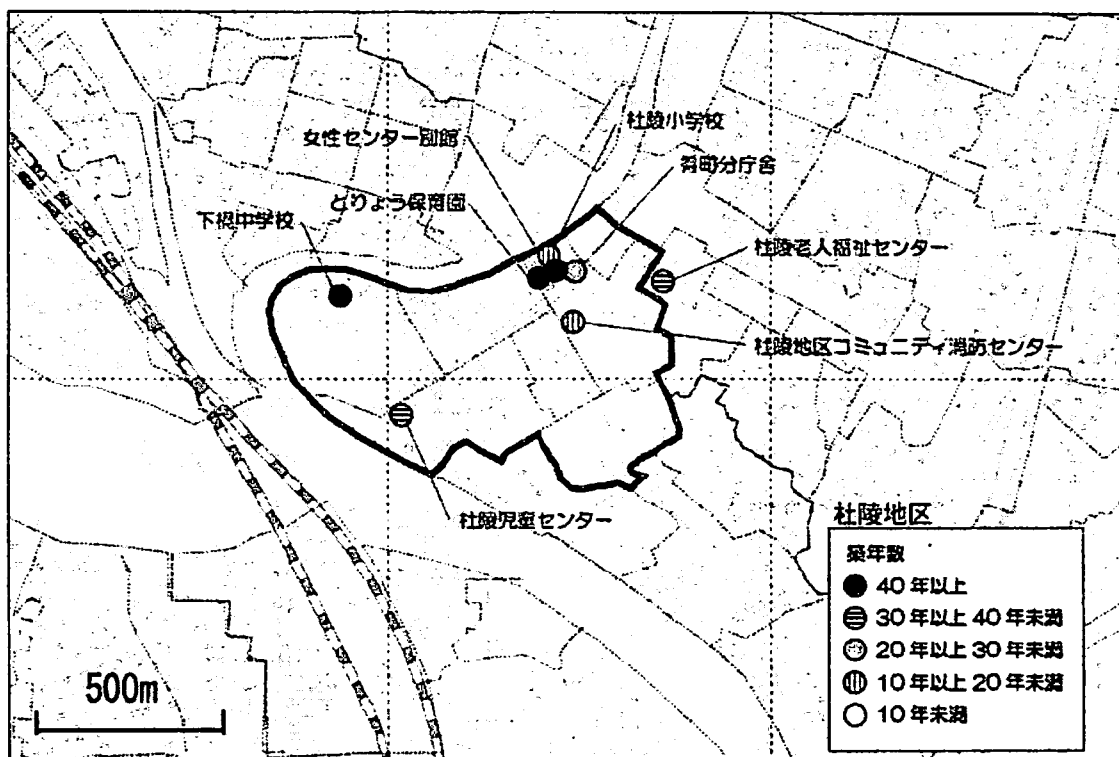 杜陵小学校
女性センター別館
肴町分庁舎
とりょう保育園
下橋中学校
杜陵老人福祉センター
杜陵地区コミュニティ消防センター
杜陵児童センター
杜陵地区
築年数
40年以上
30年以上40年未満
20年以上30年未満
10年以上20年未満
10年未満
500m